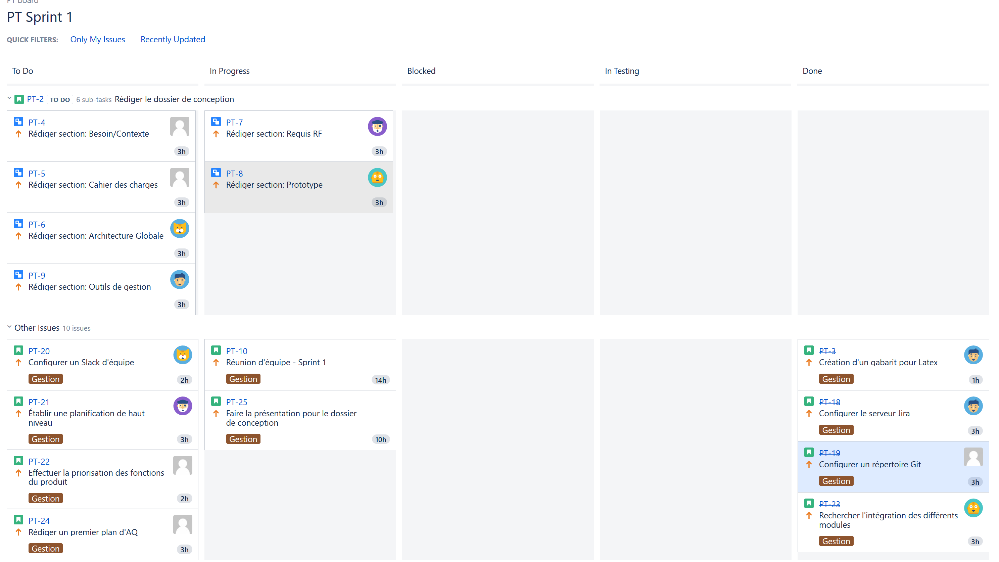 PT board
PT Sprint 1
QUICK FILTERS: Only My Issues Recently Updated
To Do
In Progress
Blocked
In Testing
Done
PT-2 TO DO 6 sub-tasks Rédiger le dossier de conception
PT-4
Rédiger section: Besoin/Contexte
3h
PT-5
Rédiger section: Cahier des charges
3h
PT-6
Rédiger section: Architecture Globale
3h
PT-9
Rédiger section: Outils de gestion
3h
PT-7
Rédiger section: Requis RF
3h
PT-8
Rédiger section: Prototype
3h
Other Issues 10 issues
PT-20
Configurer un Slack d'équipe
Gestion
2h
PT-21
Établir une planification de haut
niveau
Gestion
3h
PT-22
Effectuer la priorisation des fonctions
du produit
Gestion
2h
PT-24
Rédiger un premier plan d'AQ
Gestion
3h
PT-10
Réunion d'équipe - Sprint 1
Gestion
14h
PT-25
Faire la présentation pour le dossier
de conception
Gestion
10h
PT-3
Création d'un gabarit pour Latex
Gestion
1h
PT-18
Configurer le serveur Jira
Gestion
3h
PT-19
Configurer un répertoire Git
Gestion
3h
PT-23
Rechercher l'intégration des différents
modules
Gestion
3h